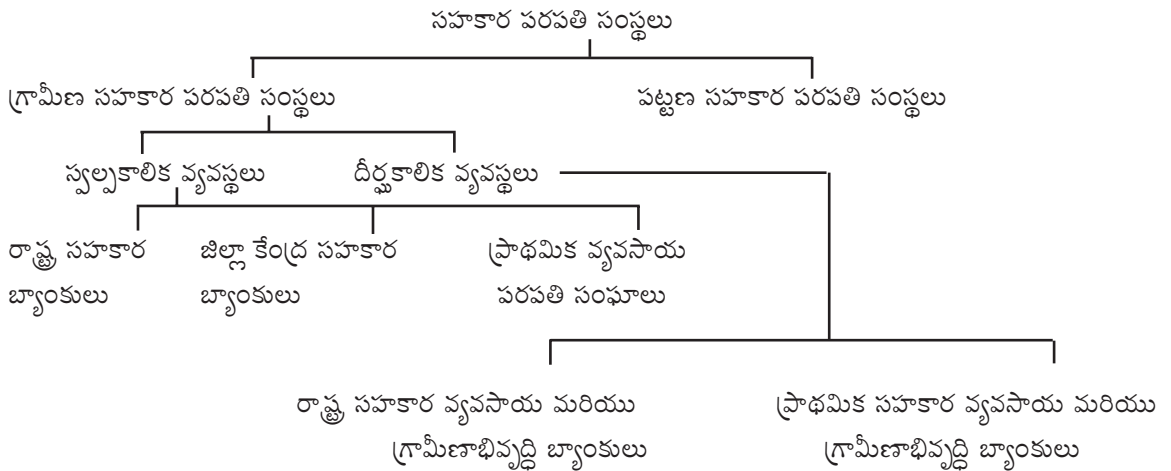 సహకార పరపతి సంస్థలు
గ్రామీణ సహకార పరపతి సంస్థలు
పట్టణ సహకార పరపతి సంస్థలు
స్వల్పకాలిక వ్యవస్థలు
దీర్ఘకాలిక వ్యవస్థలు
రాష్ట్ర సహకార
బ్యాంకులు
జిల్లా కేంద్ర సహకార
బ్యాంకులు
ప్రాథమిక వ్యవసాయ
పరపతి సంఘాలు
రాష్ట్ర సహకార వ్యవసాయ మరియు
గ్రామీణాభివృద్ధి బ్యాంకులు
ప్రాథమిక సహకార వ్యవసాయ మరియు
గ్రామీణాభివృద్ధి బ్యాంకులు